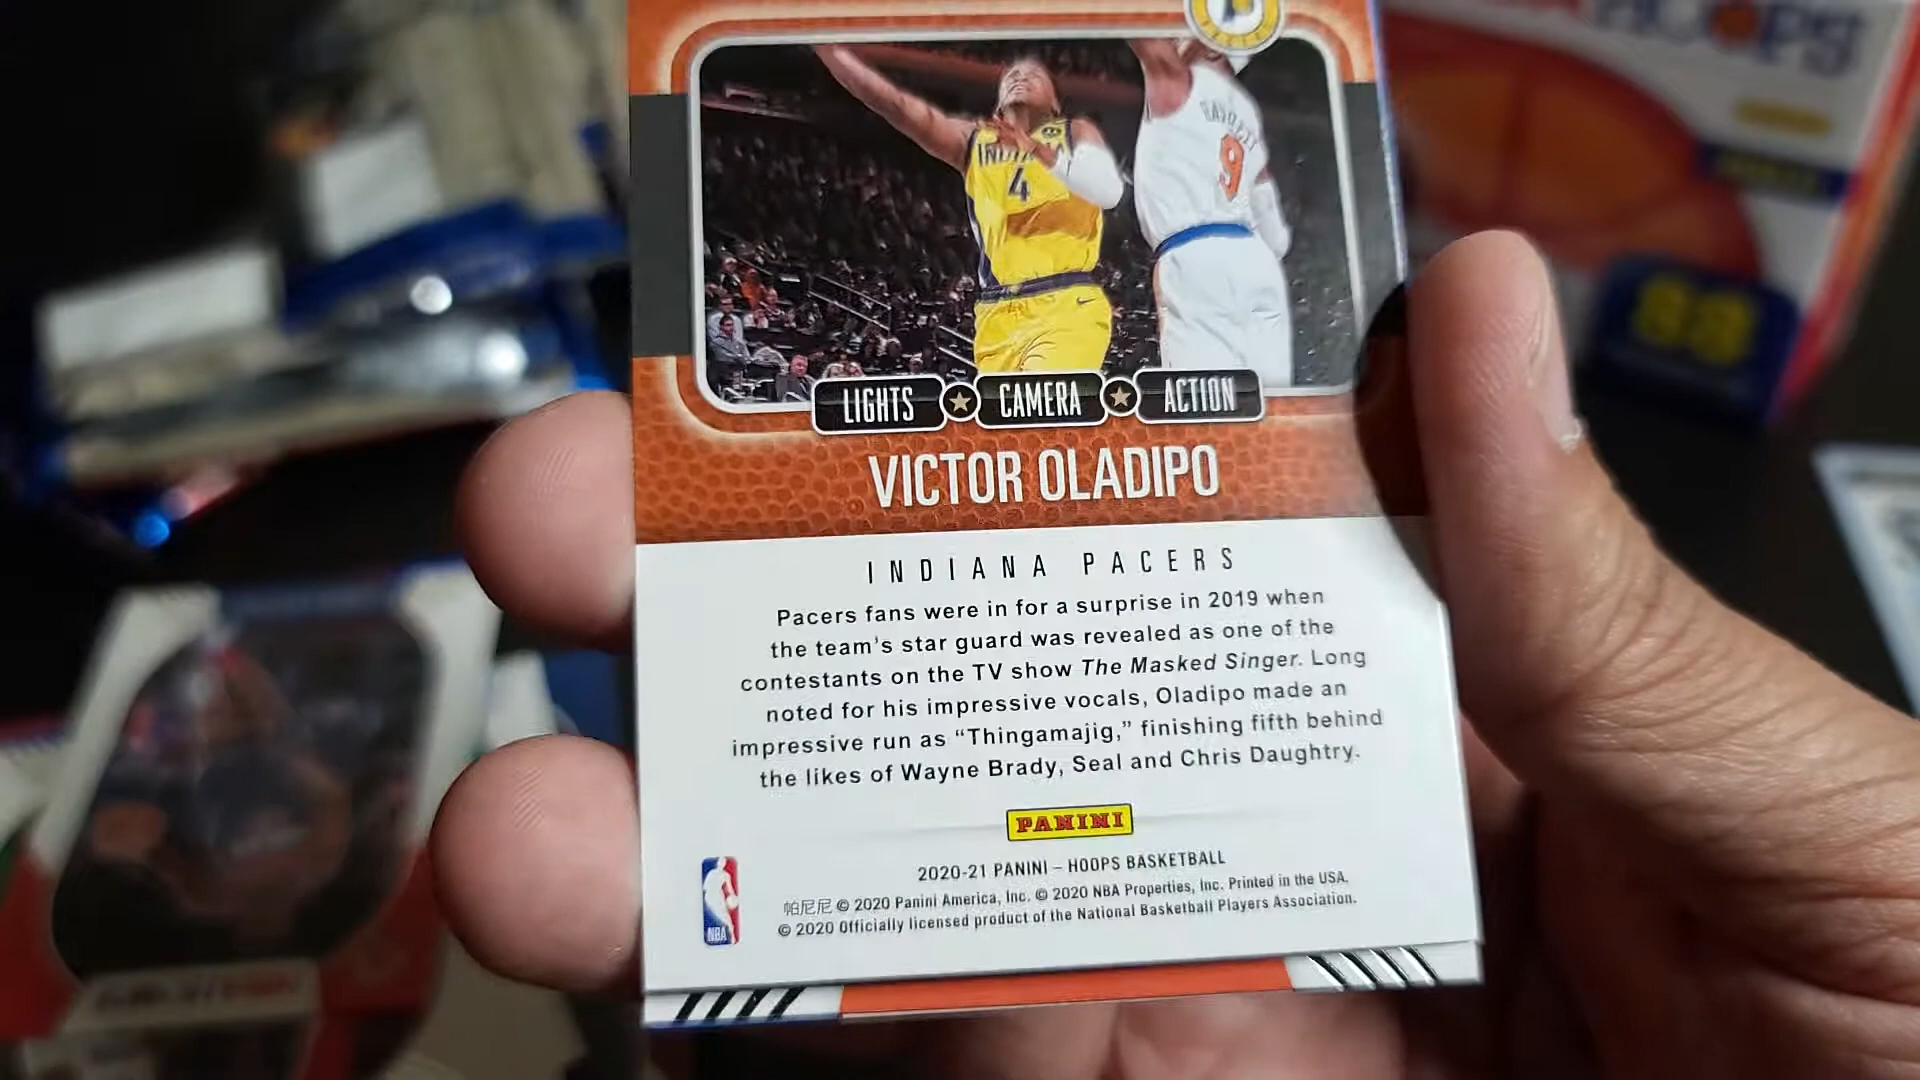 HOOPS
INDIANA
4
9
88
LIGHTS ★ CAMERA ★ ACTION
VICTOR OLADIPO
INDIANA PACERS
Pacers fans were in for a surprise in 2019 when
the team's star guard was revealed as one of the
contestants on the TV show The Masked Singer. Long
noted for his impressive vocals, Oladipo made an
impressive run as “Thingamajig,” finishing fifth behind
the likes of Wayne Brady, Seal and Chris Daughtry.
PANINI
2020-21 PANINI – HOOPS BASKETBALL
帕尼尼 © 2020 Panini America, Inc. © 2020 NBA Properties, Inc. Printed in the USA.
© 2020 Officially licensed product of the National Basketball Players Association.
NBA